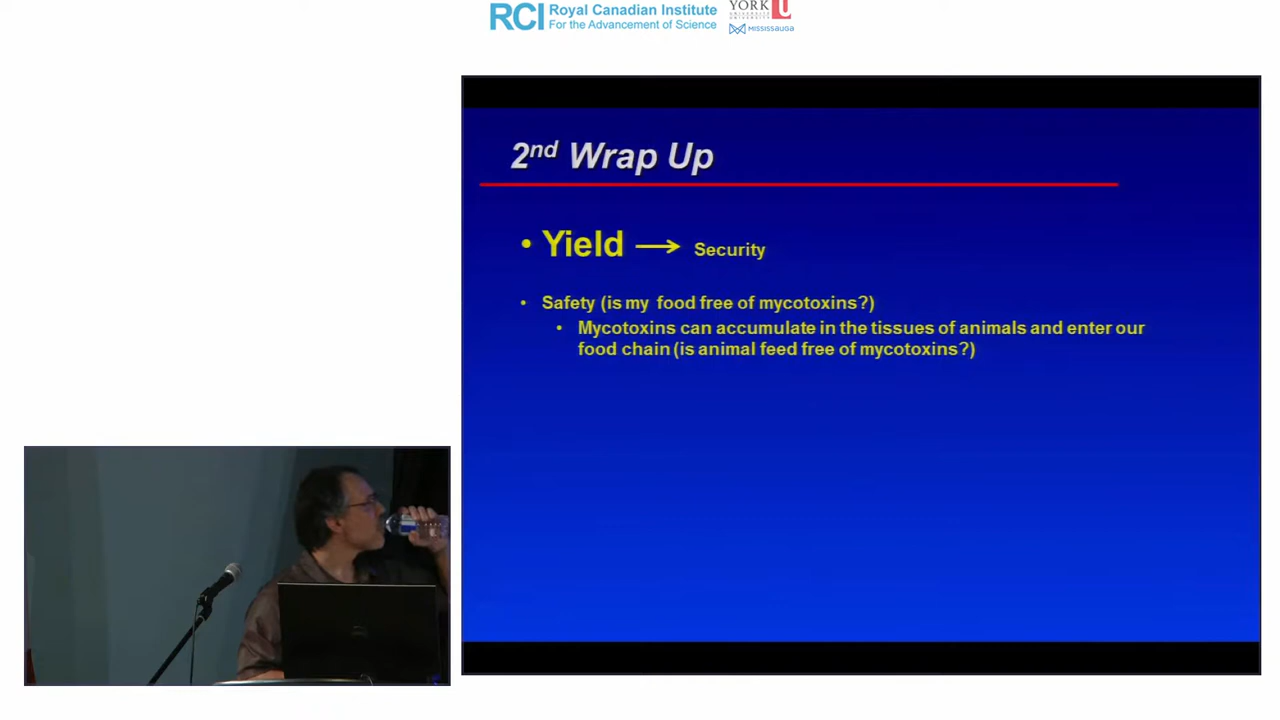 RCI Royal Canadian Institute
For the Advancement of Science
YORK U
UNIVERSITÉ
UNIVERSITY
MISSISSAUGA
2nd Wrap Up
• Yield → Security
• Safety (is my food free of mycotoxins?)
• Mycotoxins can accumulate in the tissues of animals and enter our
food chain (is animal feed free of mycotoxins?)